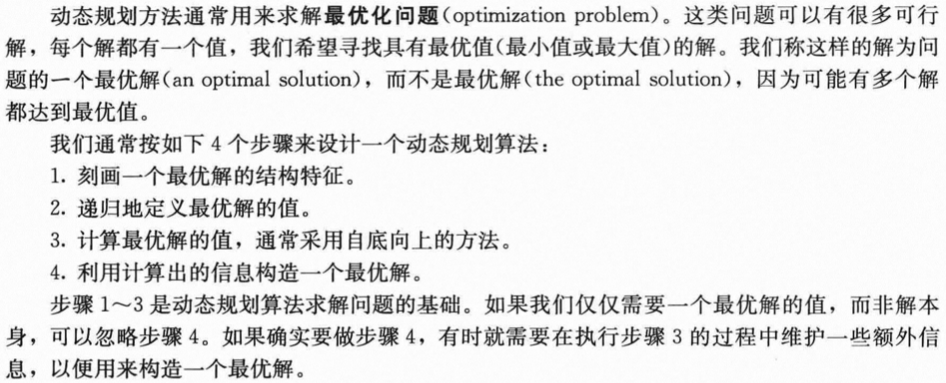 动态规划方法通常用来求解最优化问题(optimization problem)。这类问题可以有很多可行
解，每个解都有一个值，我们希望寻找具有最优值(最小值或最大值)的解。我们称这样的解为问
题的一个最优解(an optimal solution)，而不是最优解(the optimal solution)，因为可能有多个解
都达到最优值。
我们通常按如下 4 个步骤来设计一个动态规划算法：
1. 刻画一个最优解的结构特征。
2. 递归地定义最优解的值。
3. 计算最优解的值，通常采用自底向上的方法。
4. 利用计算出的信息构造一个最优解。
步骤 1～3 是动态规划算法求解问题的基础。如果我们仅仅需要一个最优解的值，而非解本
身，可以忽略步骤 4。如果确实要做步骤 4，有时就需要在执行步骤 3 的过程中维护一些额外信
息，以便用来构造一个最优解。